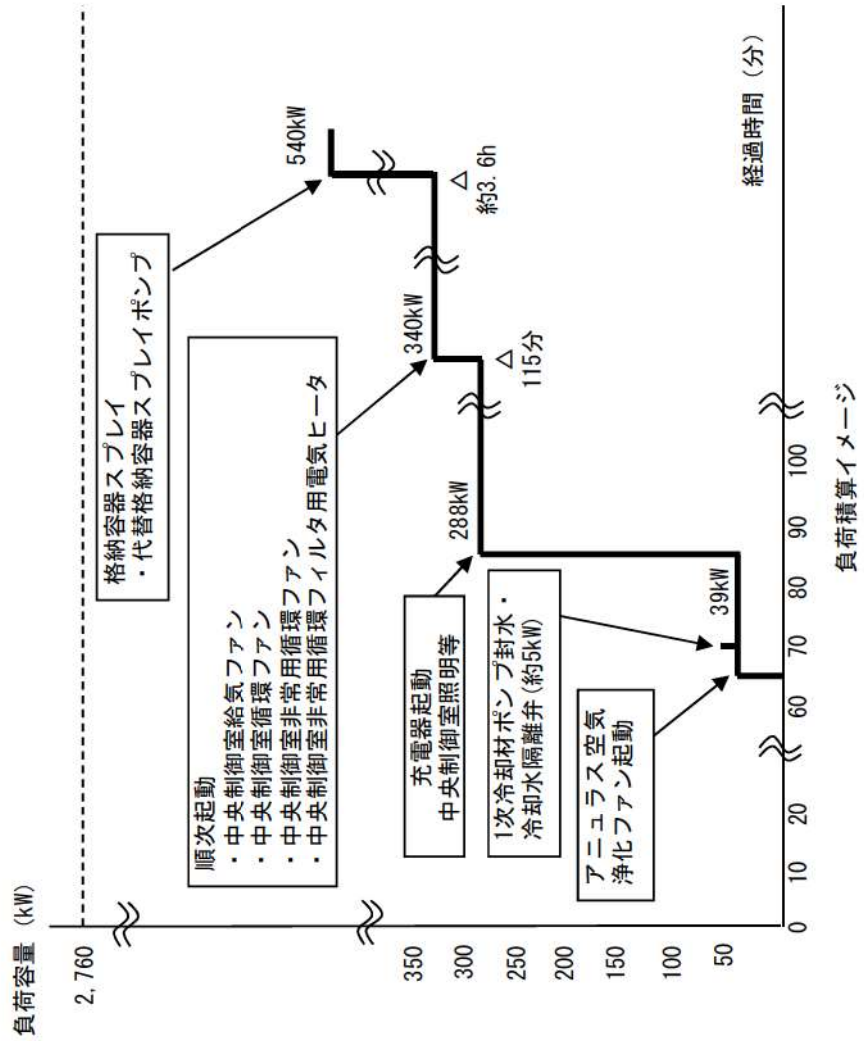 負荷容量 (kW)
2,760
350
300
250
200
150
100
50
格納容器スプレイ
・代替格納容器スプレイポンプ
540kW
順次起動
・中央制御室給気ファン
・中央制御室循環ファン
・中央制御室非常用循環ファン
・中央制御室非常用循環フィルタ用電気ヒータ
340kW
充電器起動
中央制御室照明等
288kW
1次冷却材ポンプ封水・
冷却水隔離弁(約5kW)
アニュラス空気
浄化ファン起動
39kW
△
115分
△
約3.6h
0
10
20
60
70
80
90
100
経過時間 (分)
負荷積算イメージ